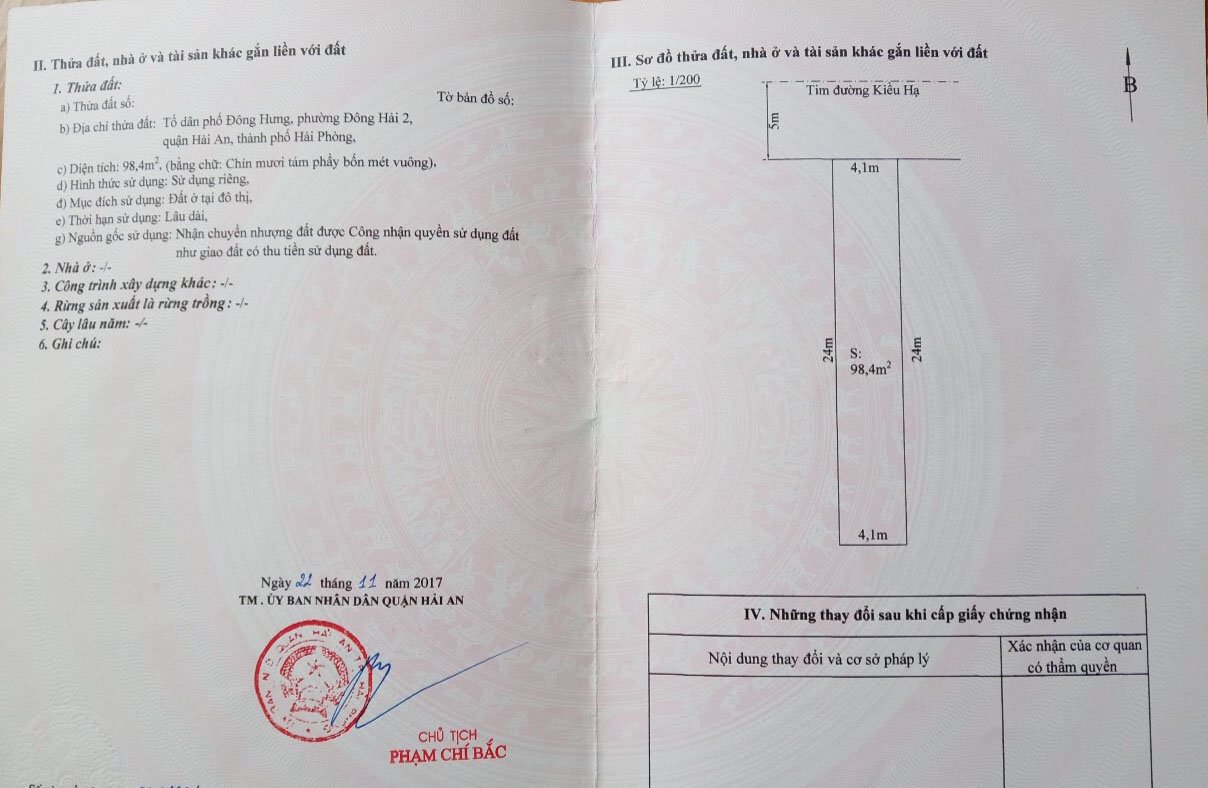 II. Thửa đất, nhà ở và tài sản khác gắn liền với đất
1. Thửa đất:
a) Thửa đất số:
Tờ bản đồ số:
b) Địa chỉ thửa đất: Tổ dân phố Đông Hưng, phường Đông Hải 2,
quận Hải An, thành phố Hải Phòng,
c) Diện tích: 98,4m², (bằng chữ: Chín mươi tám phẩy bốn mét vuông),
d) Hình thức sử dụng: Sử dụng riêng,
đ) Mục đích sử dụng: Đất ở tại đô thị,
e) Thời hạn sử dụng: Lâu dài,
g) Nguồn gốc sử dụng: Nhận chuyển nhượng đất được Công nhận quyền sử dụng đất
như giao đất có thu tiền sử dụng đất.
2. Nhà ở: -/-
3. Công trình xây dựng khác: -/-
4. Rừng sản xuất là rừng trồng: -/-
5. Cây lâu năm: -/-
6. Ghi chú:
Ngày 22 tháng 11 năm 2017
TM. ỦY BAN NHÂN DÂN QUẬN HẢI AN
CHỦ TỊCH
PHẠM CHÍ BẮC
III. Sơ đồ thửa đất, nhà ở và tài sản khác gắn liền với đất
Tỷ lệ: 1/200
B
Tim đường Kiều Hạ
5m
4,1m
24m
S:
98,4m²
24m
4,1m
IV. Những thay đổi sau khi cấp giấy chứng nhận
Nội dung thay đổi và cơ sở pháp lý
Xác nhận của cơ quan
có thẩm quyền